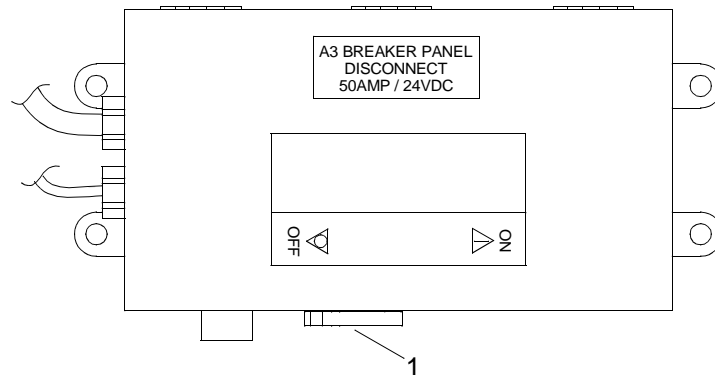 A3 BREAKER PANEL
DISCONNECT
50AMP / 24VDC
OFF
ON
1